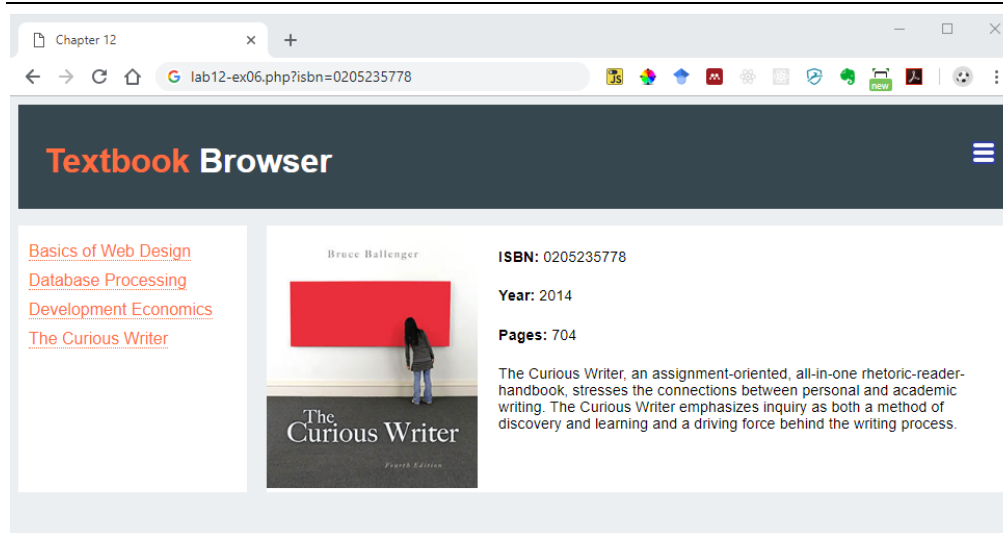 Chapter 12
lab12-ex06.php?isbn=0205235778
JS
new
Textbook Browser
Basics of Web Design
Database Processing
Development Economics
The Curious Writer
Bruce Ballenger
The
Curious Writer
Fourth Edition
ISBN: 0205235778
Year: 2014
Pages: 704
The Curious Writer, an assignment-oriented, all-in-one rhetoric-reader-
handbook, stresses the connections between personal and academic
writing. The Curious Writer emphasizes inquiry as both a method of
discovery and learning and a driving force behind the writing process.